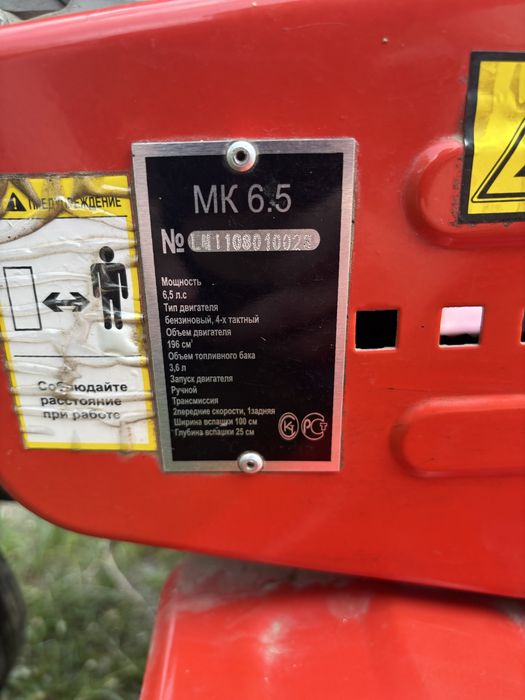 МК 6.5
№ LM1108010028
Мощность
6,5 л.с
Тип двигателя
бензиновый, 4-х тактный
Объем двигателя
196 см³
Объем топливного бака
3,6 л
Запуск двигателя
Ручной
Трансмиссия
2передние скорости, 1задняя
Ширина вспашки 100 см
Глубина вспашки 25 см
ПРЕДУПРЕЖДЕНИЕ
Соблюдайте
расстояние
при работе